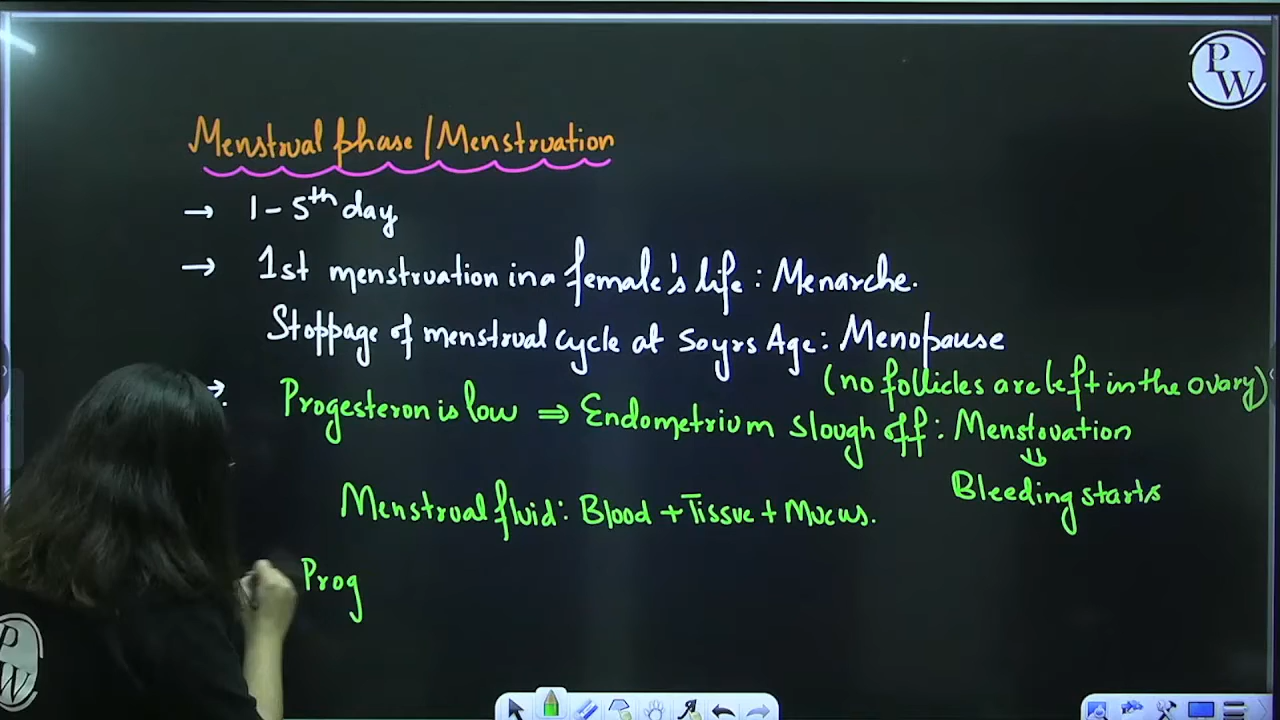 PW
Menstrual phase/Menstruation
→ 1-5th day
→ 1st menstruation in a female's life: Menarche.
Stoppage of menstrual cycle at 50yrs Age: Menopause
(no follicles are left in the ovary)
→ Progesteron is low ⇒ Endometrium slough off: Menstruation
Bleeding starts
Menstrual fluid: Blood + Tissue + Mucus.
Prog
PW